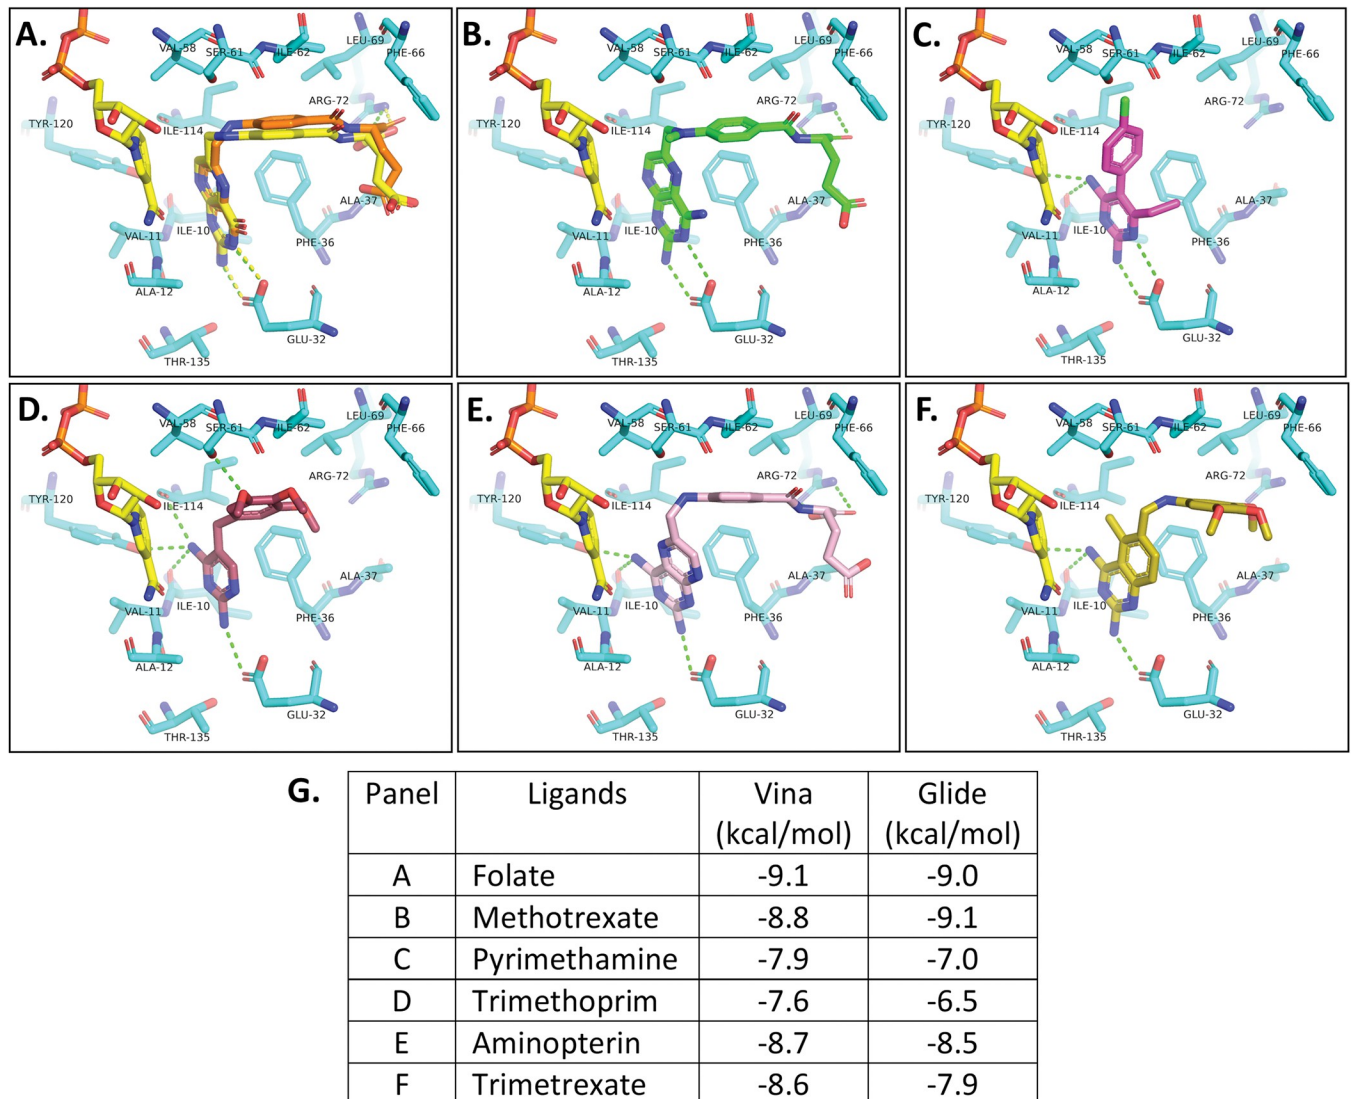 A.
VAL-58
SER-61
ILE-62
LEU-69
PHE-66
ARG-72
TYR-120
ILE-114
ALA-37
VAL-11
ILE-10
PHE-36
ALA-12
GLU-32
THR-135
B.
VAL-58
SER-61
ILE-62
LEU-69
PHE-66
ARG-72
TYR-120
ILE-114
ALA-37
VAL-11
ILE-10
PHE-36
ALA-12
GLU-32
THR-135
C.
VAL-58
SER-61
ILE-62
LEU-69
PHE-66
ARG-72
TYR-120
ILE-114
ALA-37
VAL-11
ILE-10
PHE-36
ALA-12
GLU-32
THR-135
D.
VAL-58
SER-61
ILE-62
LEU-69
PHE-66
ARG-72
TYR-120
ILE-114
ALA-37
VAL-11
ILE-10
PHE-36
ALA-12
GLU-32
THR-135
E.
VAL-58
SER-61
ILE-62
LEU-69
PHE-66
ARG-72
TYR-120
ILE-114
ALA-37
VAL-11
ILE-10
PHE-36
ALA-12
GLU-32
THR-135
F.
VAL-58
SER-61
ILE-62
LEU-69
PHE-66
ARG-72
TYR-120
ILE-114
ALA-37
VAL-11
ILE-10
PHE-36
ALA-12
GLU-32
THR-135
G.
Panel Ligands Vina (kcal/mol) Glide (kcal/mol)
A Folate -9.1 -9.0
B Methotrexate -8.8 -9.1
C Pyrimethamine -7.9 -7.0
D Trimethoprim -7.6 -6.5
E Aminopterin -8.7 -8.5
F Trimetrexate -8.6 -7.9